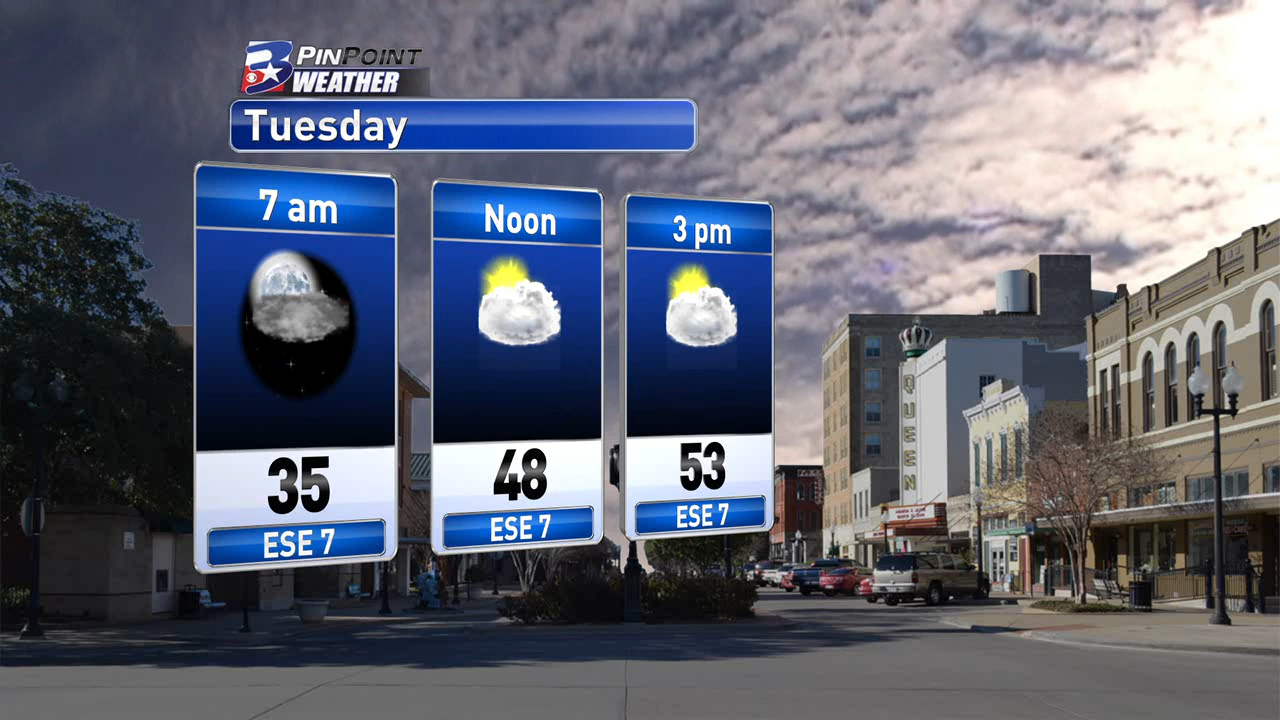 PINPOINT
WEATHER
Tuesday
7 am
Noon
3 pm
35
48
53
ESE 7
ESE 7
ESE 7
QUEEN